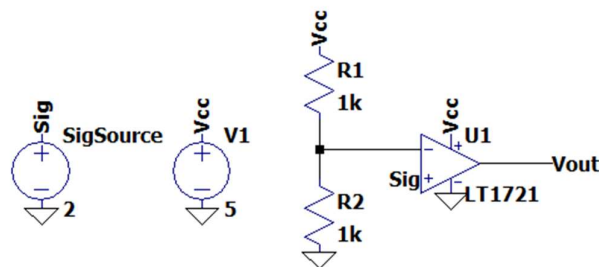 Sig
SigSource
2
Vcc
V1
5
Vcc
R1
1k
R2
1k
Vcc
U1
Sig
LT1721
Vout